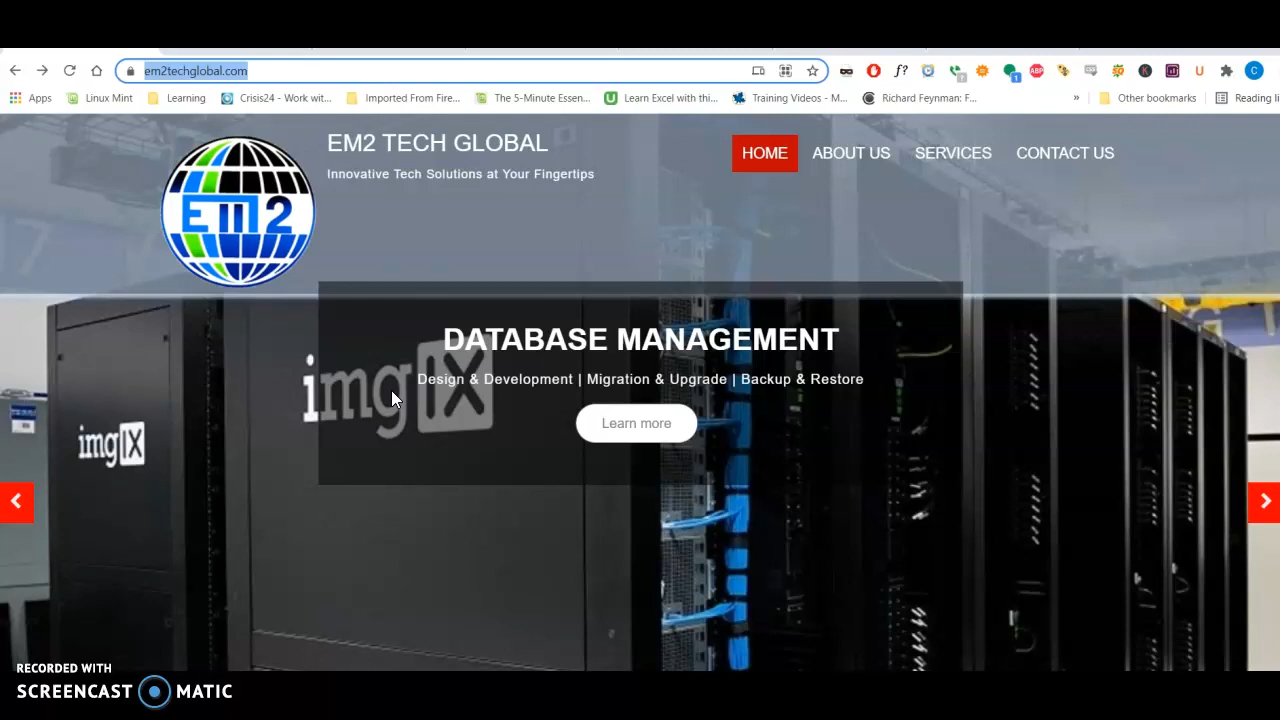 em2techglobal.com
ABP
Apps
Linux Mint
Learning
Crisis24 - Work wit...
Imported From Fire...
The 5-Minute Essen...
Learn Excel with thi...
Training Videos - M...
Richard Feynman: F...
»
Other bookmarks
Reading li
EM2 TECH GLOBAL
Innovative Tech Solutions at Your Fingertips
HOME
ABOUT US
SERVICES
CONTACT US
Em2
DATABASE MANAGEMENT
Design & Development | Migration & Upgrade | Backup & Restore
Learn more
imgIX
imgIX
RECORDED WITH
SCREENCAST MATIC